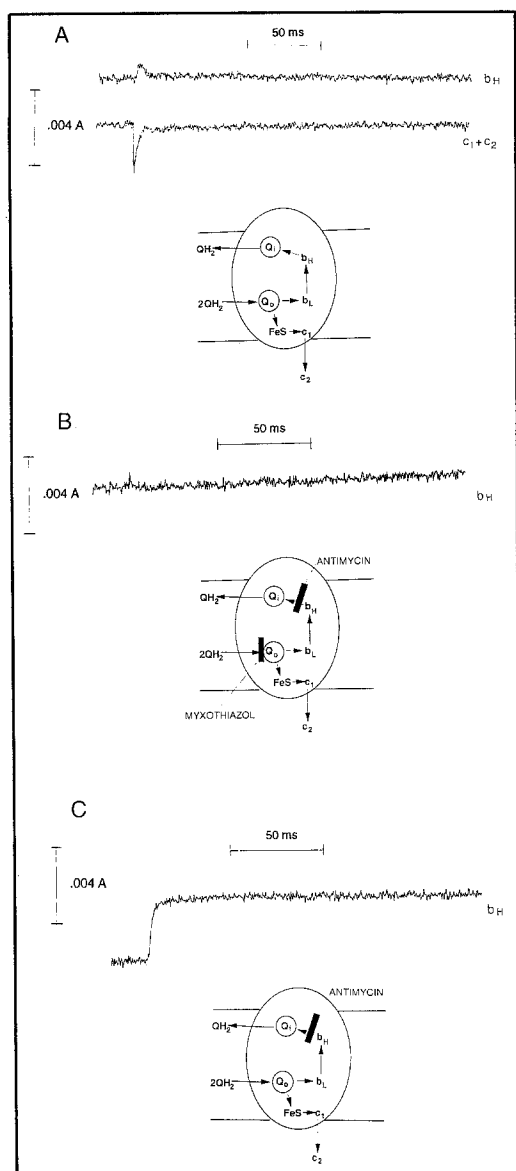 A
50 ms
bH
.004 A
c1+c2
Qi
QH2
bH
2QH2
Qo
bL
FeS
c1
c2
50 ms
B
.004 A
bH
ANTIMYCIN
QH2
Qi
bH
2QH2
Qo
bL
FeS
c1
MYXOTHIAZOL
c2
C
50 ms
.004 A
bH
ANTIMYCIN
QH2
Qi
bH
2QH2
Qo
bL
FeS
c1
c2